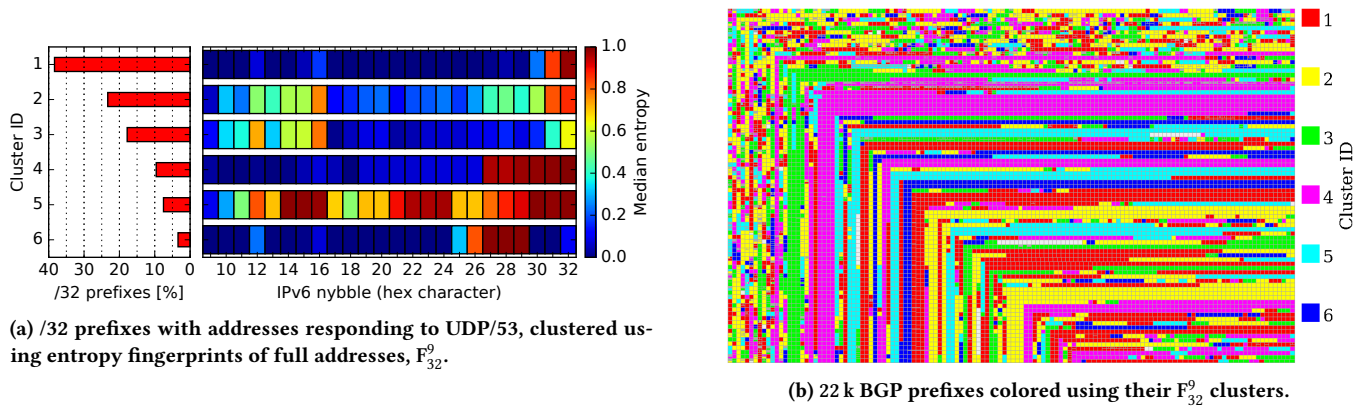 1
2
3
4
5
6
Cluster ID
40 30 20 10 0
/32 prefixes [%]
10 12 14 16 18 20 22 24 26 28 30 32
IPv6 nybble (hex character)
1.0
0.8
0.6
0.4
0.2
0.0
Median entropy
(a) /32 prefixes with addresses responding to UDP/53, clustered us-
ing entropy fingerprints of full addresses, F⁹₃₂.
1
2
3
4
5
6
Cluster ID
(b) 22 k BGP prefixes colored using their F⁹₃₂ clusters.